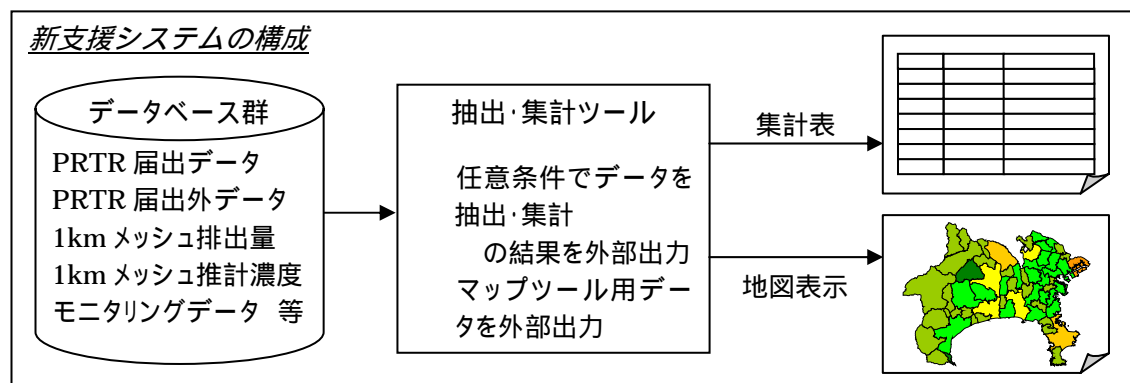 新支援システムの構成
データベース群
PRTR 届出データ
PRTR 届出外データ
1km メッシュ排出量
1km メッシュ推計濃度
モニタリングデータ 等
抽出・集計ツール
任意条件でデータを
抽出・集計
の結果を外部出力
マップツール用デー
タを外部出力
集計表
地図表示